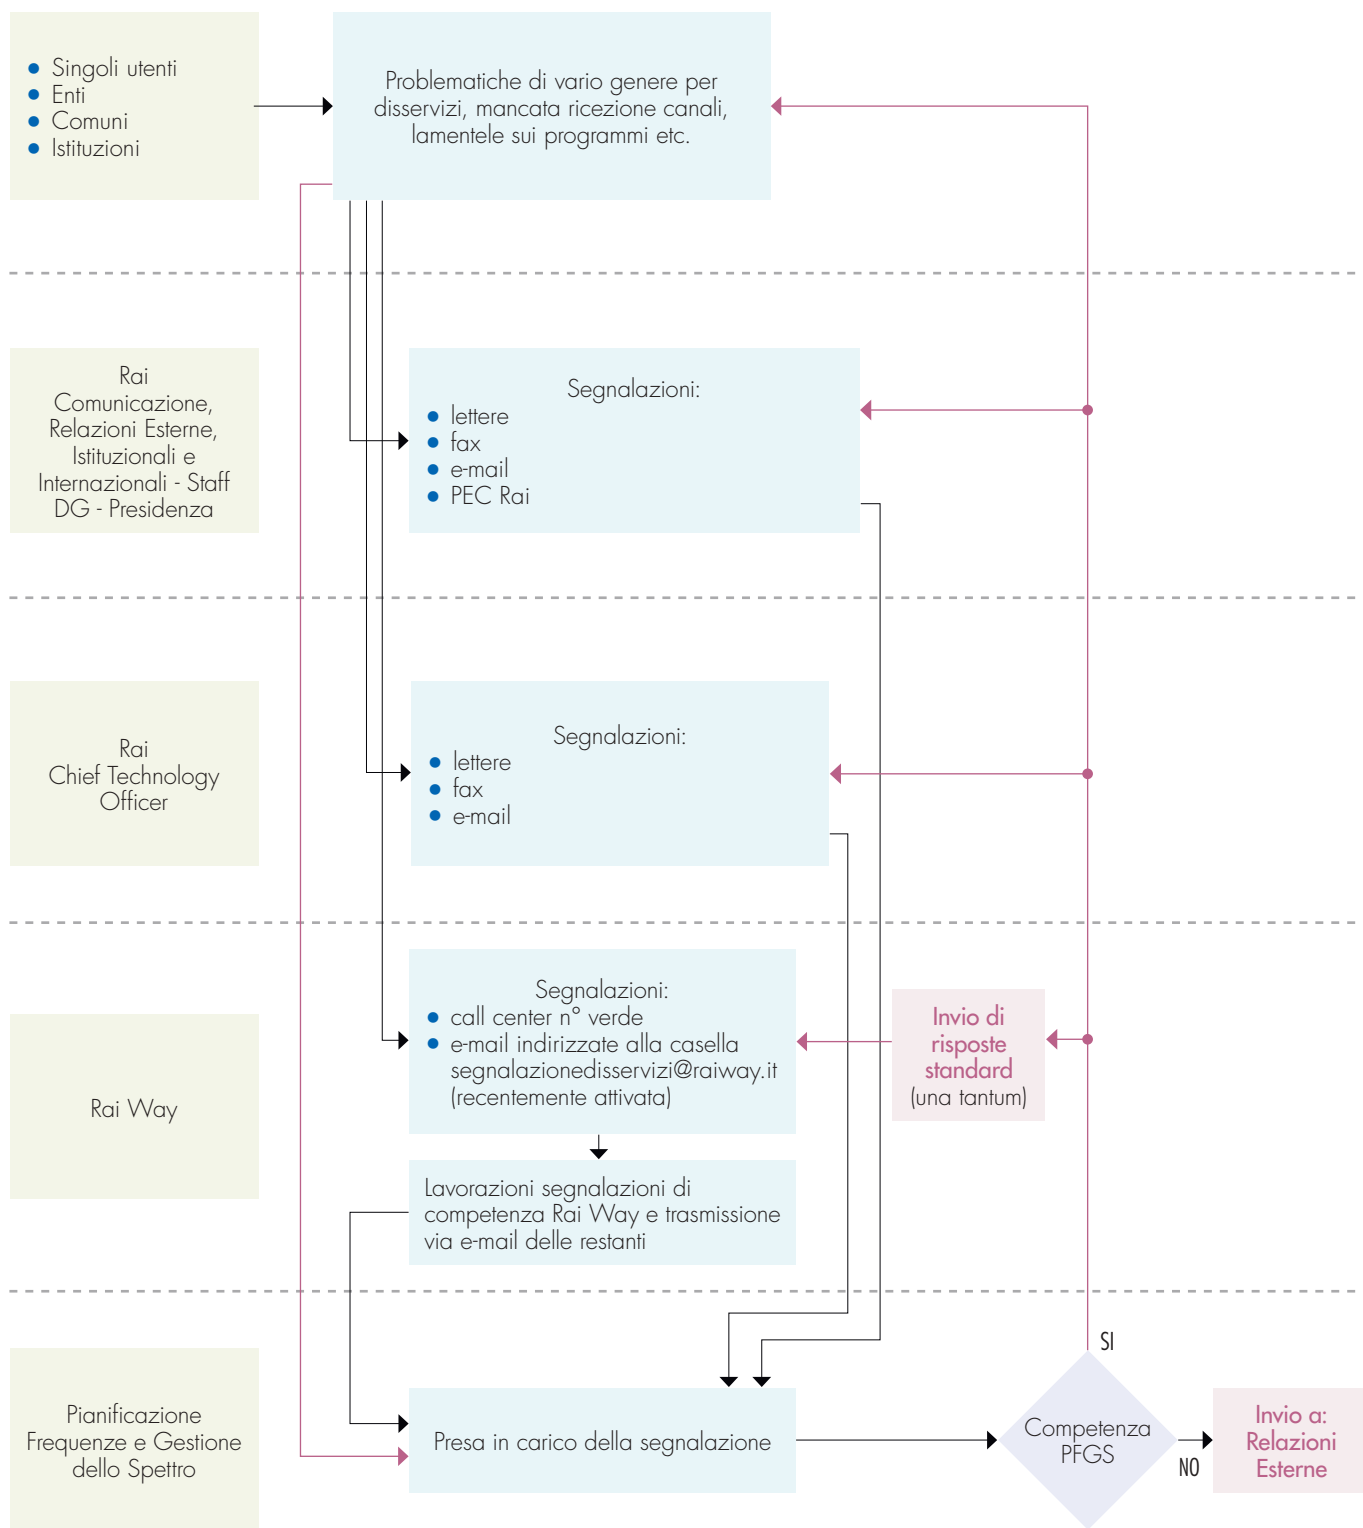 Singoli utenti
Enti
Comuni
Istituzioni
Problematiche di vario genere per
disservizi, mancata ricezione canali,
lamentele sui programmi etc.
Rai
Comunicazione,
Relazioni Esterne,
Istituzionali e
Internazionali - Staff
DG - Presidenza
Segnalazioni:
lettere
fax
e-mail
PEC Rai
Rai
Chief Technology
Officer
Segnalazioni:
lettere
fax
e-mail
Rai Way
Segnalazioni:
call center n° verde
e-mail indirizzate alla casella
segnalazionedisservizi@raiway.it
(recentemente attivata)
Invio di
risposte
standard
(una tantum)
Lavorazioni segnalazioni di
competenza Rai Way e trasmissione
via e-mail delle restanti
Pianificazione
Frequenze e Gestione
dello Spettro
Presa in carico della segnalazione
SI
Competenza
PFGS
NO
Invio a:
Relazioni
Esterne